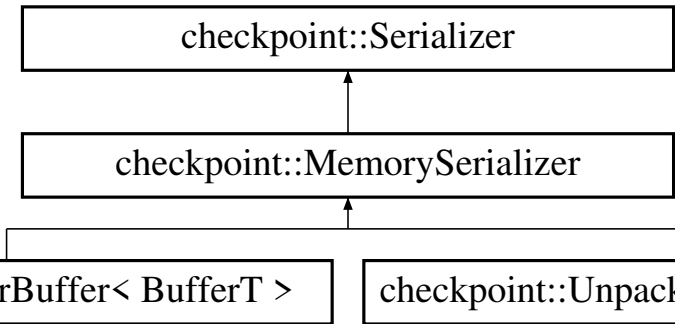 checkpoint::Serializer
checkpoint::MemorySerializer
rBuffer< BufferT >
checkpoint::Unpack